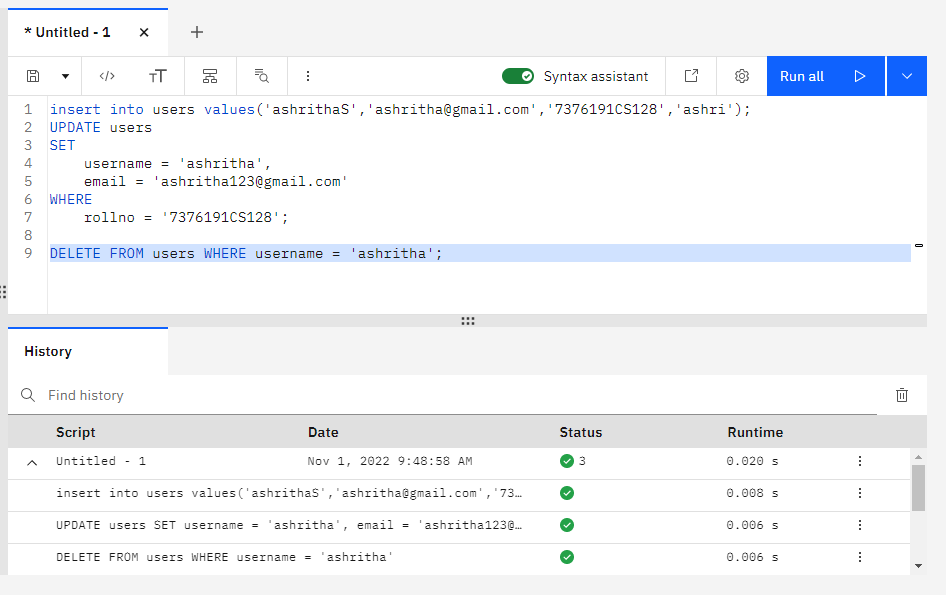 * Untitled - 1 × +
</> TT Syntax assistant Run all
1 insert into users values('ashrithaS','ashritha@gmail.com','7376191CS128','ashri');
2 UPDATE users
3 SET
4 username = 'ashritha',
5 email = 'ashritha123@gmail.com'
6 WHERE
7 rollno = '7376191CS128';
8
9 DELETE FROM users WHERE username = 'ashritha';
History
Find history
Script Date Status Runtime
Untitled - 1 Nov 1, 2022 9:48:58 AM 3 0.020 s
insert into users values('ashrithaS','ashritha@gmail.com','73… 0.008 s
UPDATE users SET username = 'ashritha', email = 'ashritha123@… 0.006 s
DELETE FROM users WHERE username = 'ashritha' 0.006 s